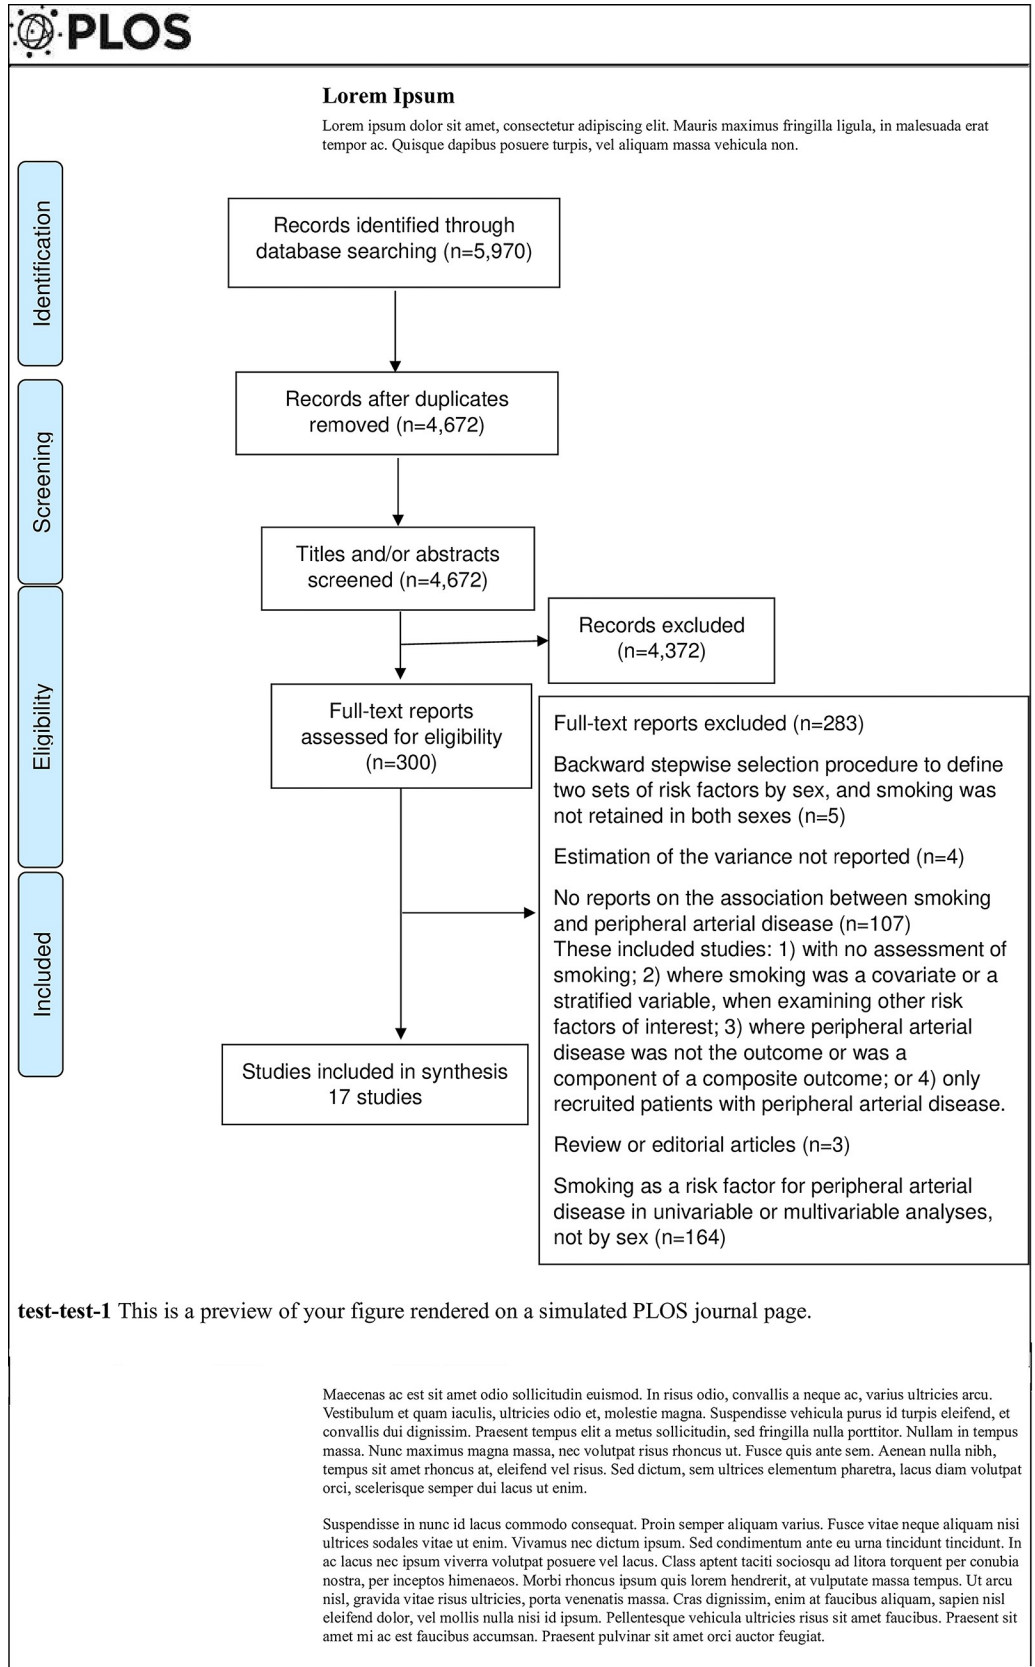 PLOS
Lorem Ipsum
Lorem ipsum dolor sit amet, consectetur adipiscing elit. Mauris maximus fringilla ligula, in malesuada erat
tempor ac. Quisque dapibus posuere turpis, vel aliquam massa vehicula non.
Identification
Records identified through
database searching (n=5,970)
Screening
Records after duplicates
removed (n=4,672)
Titles and/or abstracts
screened (n=4,672)
Eligibility
Records excluded
(n=4,372)
Full-text reports
assessed for eligibility
(n=300)
Full-text reports excluded (n=283)
Backward stepwise selection procedure to define
two sets of risk factors by sex, and smoking was
not retained in both sexes (n=5)
Estimation of the variance not reported (n=4)
No reports on the association between smoking
and peripheral arterial disease (n=107)
These included studies: 1) with no assessment of
smoking; 2) where smoking was a covariate or a
stratified variable, when examining other risk
factors of interest; 3) where peripheral arterial
disease was not the outcome or was a
component of a composite outcome; or 4) only
recruited patients with peripheral arterial disease.
Review or editorial articles (n=3)
Smoking as a risk factor for peripheral arterial
disease in univariable or multivariable analyses,
not by sex (n=164)
Included
Studies included in synthesis
17 studies
test-test-1 This is a preview of your figure rendered on a simulated PLOS journal page.
Maecenas ac est sit amet odio sollicitudin euismod. In risus odio, convallis a neque ac, varius ultricies arcu.
Vestibulum et quam iaculis, ultricies odio et, molestie magna. Suspendisse vehicula purus id turpis eleifend, et
convallis dui dignissim. Praesent tempus elit a metus sollicitudin, sed fringilla nulla porttitor. Nullam in tempus
massa. Nunc maximus magna massa, nec volutpat risus rhoncus ut. Fusce quis ante sem. Aenean nulla nibh,
tempus sit amet rhoncus at, eleifend vel risus. Sed dictum, sem ultrices elementum pharetra, lacus diam volutpat
orci, scelerisque semper dui lacus ut enim.
Suspendisse in nunc id lacus commodo consequat. Proin semper aliquam varius. Fusce vitae neque aliquam nisi
ultrices sodales vitae ut enim. Vivamus nec dictum ipsum. Sed condimentum ante eu urna tincidunt tincidunt. In
ac lacus nec ipsum viverra volutpat posuere vel lacus. Class aptent taciti sociosqu ad litora torquent per conubia
nostra, per inceptos himenaeos. Morbi rhoncus ipsum quis lorem hendrerit, at vulputate massa tempus. Ut arcu
nisl, gravida vitae risus ultricies, porta venenatis massa. Cras dignissim, enim at faucibus aliquam, sapien nisl
eleifend dolor, vel mollis nulla nisi id ipsum. Pellentesque vehicula ultricies risus sit amet faucibus. Praesent sit
amet mi ac est faucibus accumsan. Praesent pulvinar sit amet orci auctor feugiat.